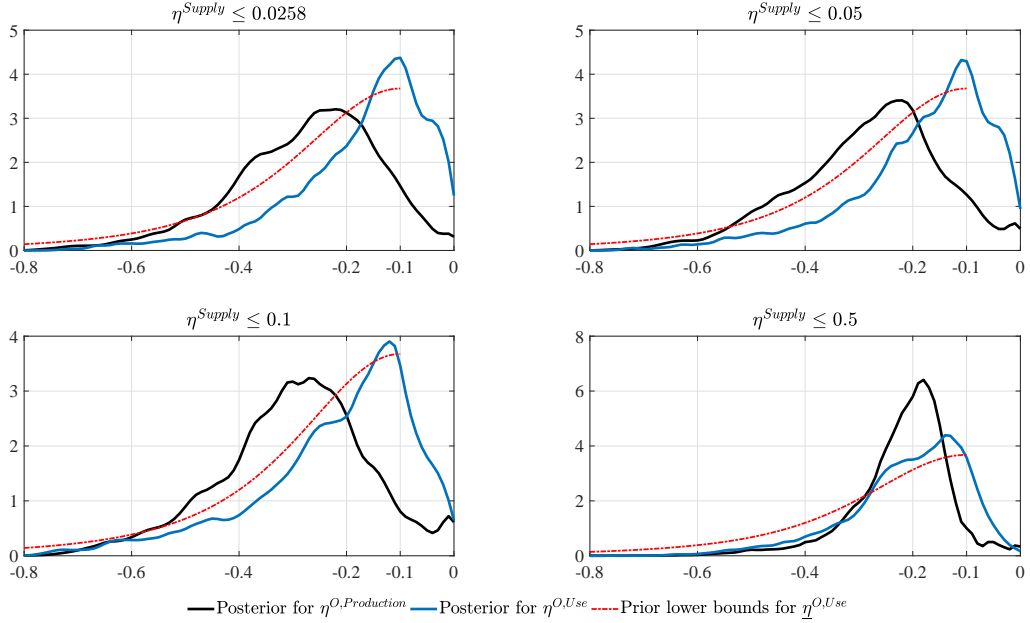 η^{Supply} ≤ 0.0258
η^{Supply} ≤ 0.05
5
4
3
2
1
0
-0.8 -0.6 -0.4 -0.2 -0.1 0
5
4
3
2
1
0
-0.8 -0.6 -0.4 -0.2 -0.1 0
η^{Supply} ≤ 0.1
η^{Supply} ≤ 0.5
4
3
2
1
0
-0.8 -0.6 -0.4 -0.2 -0.1 0
8
6
4
2
0
-0.8 -0.6 -0.4 -0.2 -0.1 0
Posterior for η^{O,Production} Posterior for η^{O,Use} Prior lower bounds for \underline{η}^{O,Use}